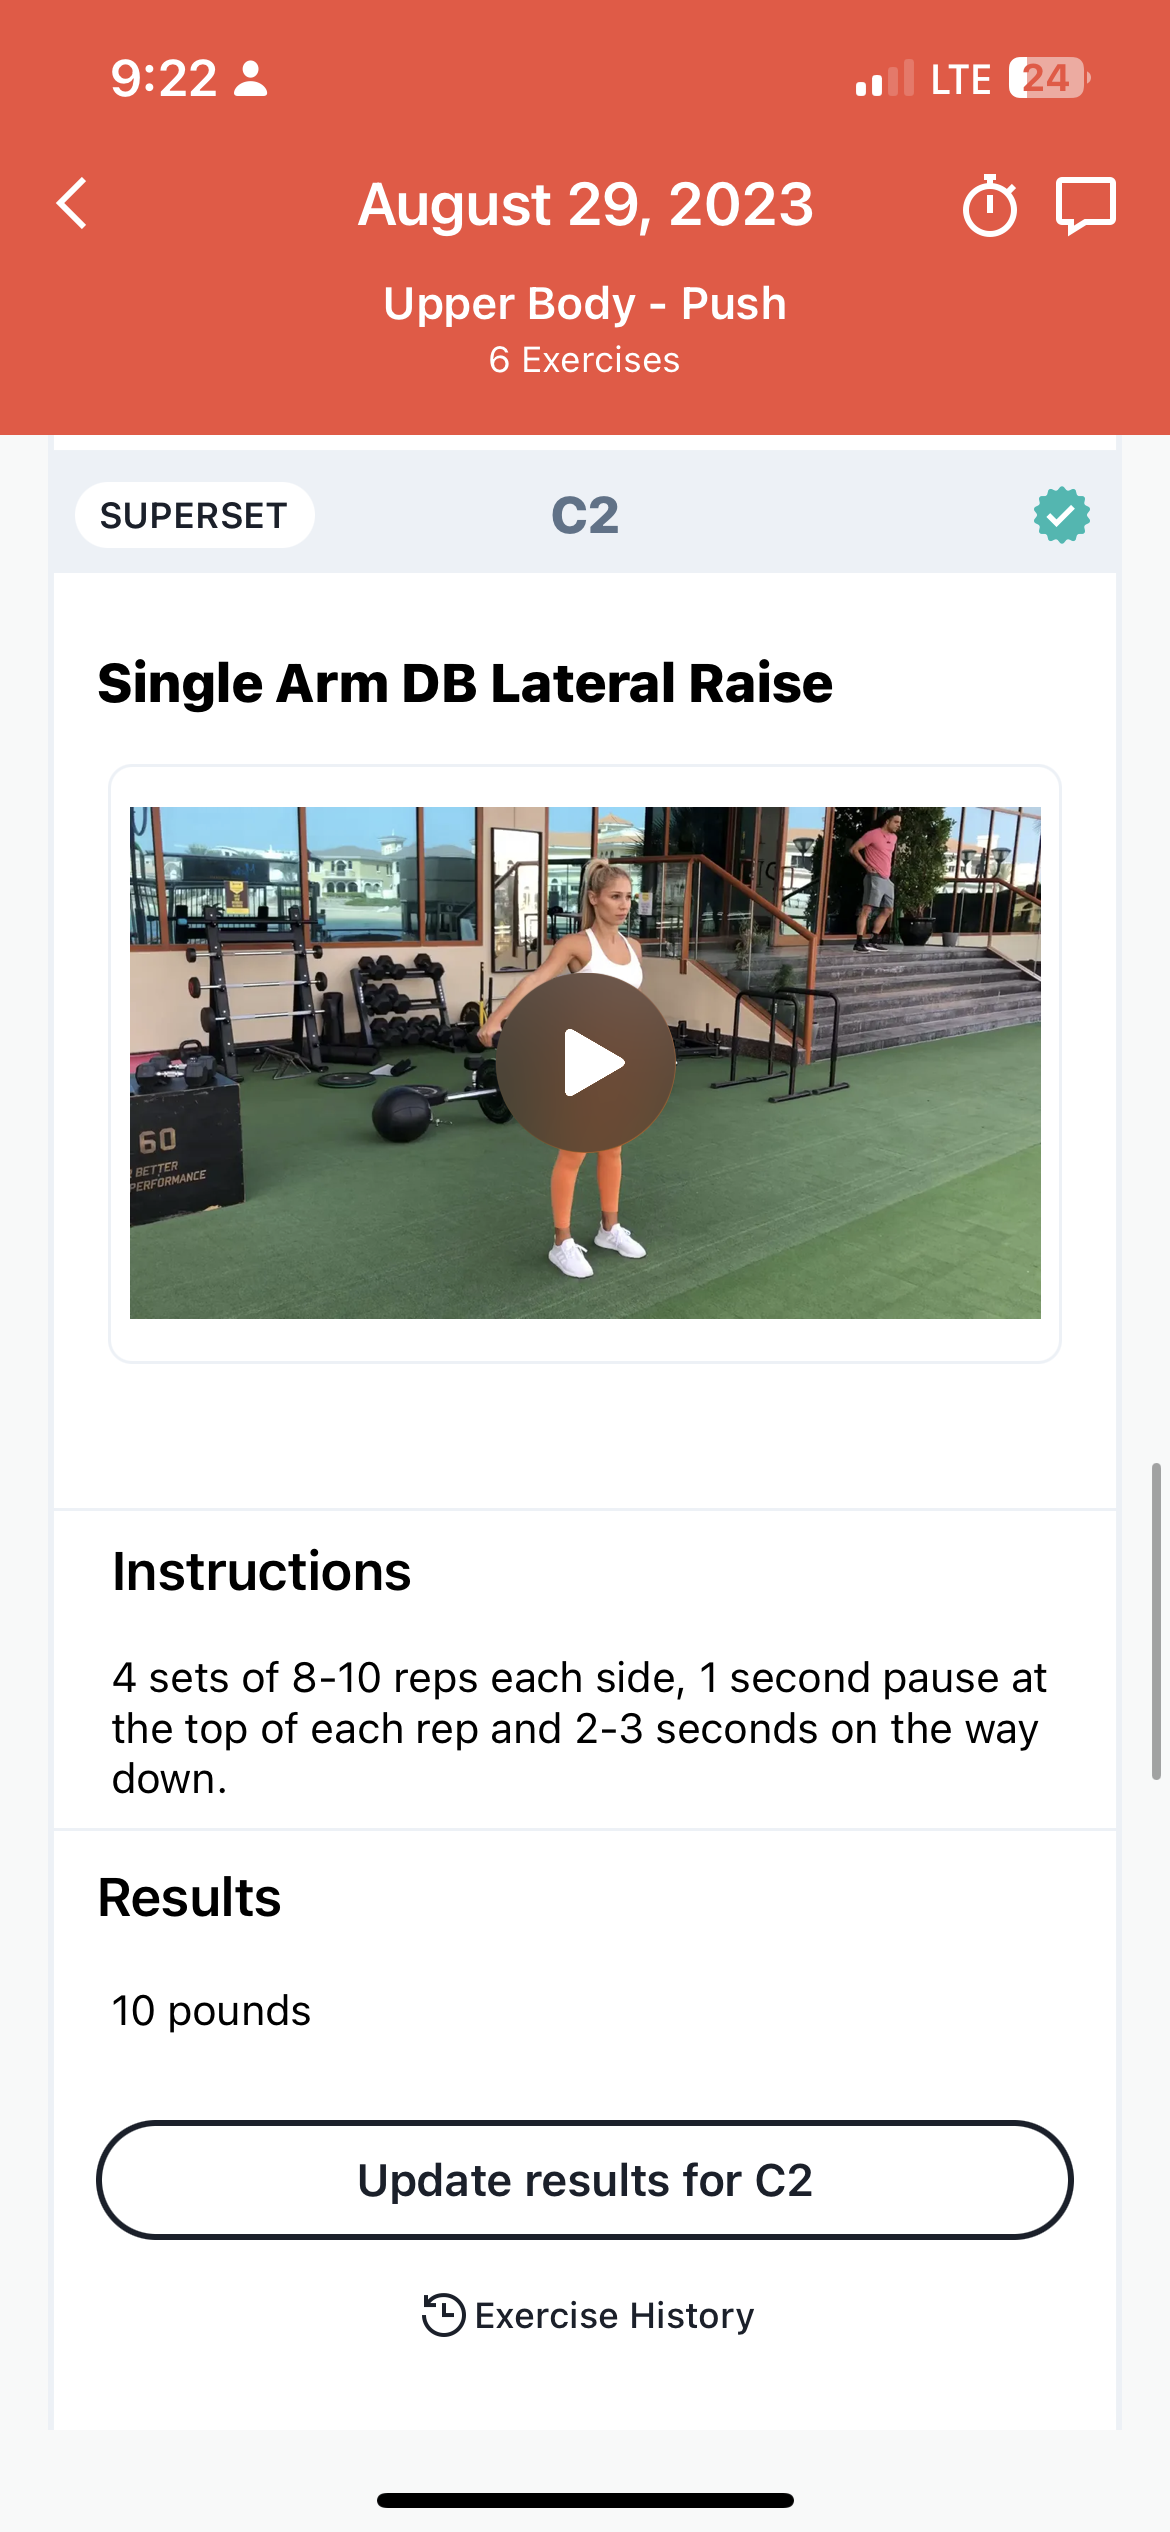 9:22
LTE 24
August 29, 2023
Upper Body - Push
6 Exercises
SUPERSET C2
Single Arm DB Lateral Raise
60
BETTER
PERFORMANCE
Instructions
4 sets of 8-10 reps each side, 1 second pause at
the top of each rep and 2-3 seconds on the way
down.
Results
10 pounds
Update results for C2
Exercise History